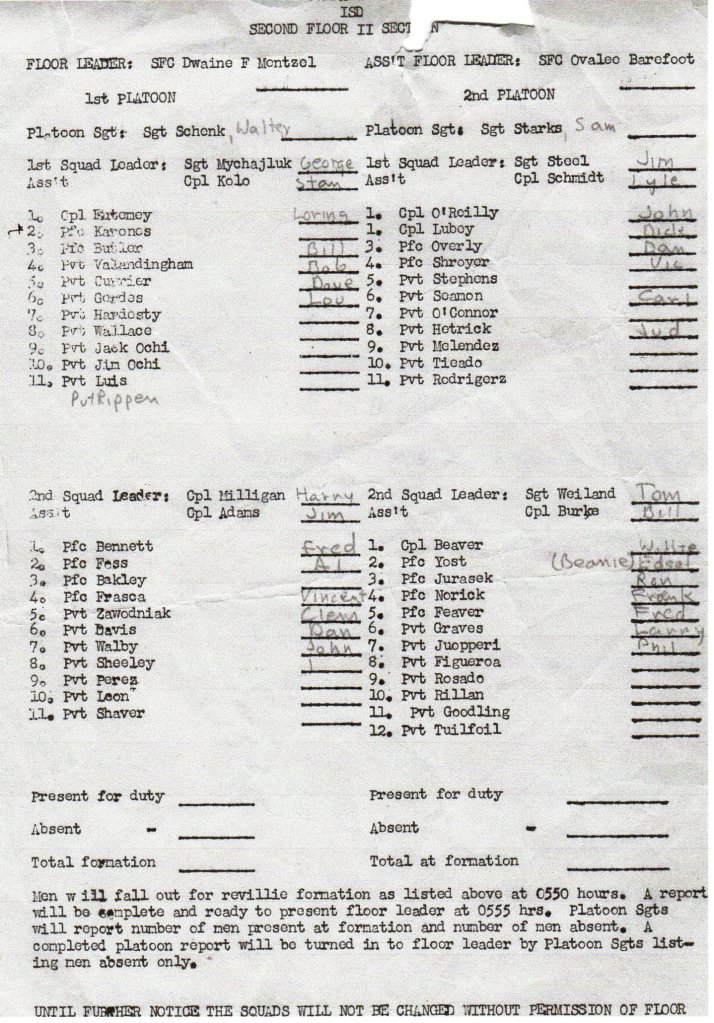 ISD
SECOND FLOOR II SECT N
FLOOR LEADER: SFC Dwaine F Mentzel
ASS'T FLOOR LEADER: SFC Ovaleo Barefoot
1st PLATOON
2nd PLATOON
Platoon Sgt: Sgt Schenk, Walter
Platoon Sgt: Sgt Starks, Sam
1st Squad Leader: Sgt Mychajluk George
Ass't Cpl Kolo Stan
1st Squad Leader: Sgt Steel Jim
Ass't Cpl Schmidt Lyle
1. Cpl Loring
2. Pfc Karones
3. Pfc Butler Bill
4. Pvt Valandingham Bob
5. Pvt Currier Dave
6. Pvt Gerdes Lou
7. Pvt Hardesty
8. Pvt Wallace
9. Pvt Jack Ochi
10. Pvt Jim Ochi
11. Pvt Luis
Pvt Rippen
1. Cpl O'Reilly John
1. Cpl Lubey Dick
3. Pfc Overly Dan
4. Pfc Shroyer Vic
5. Pvt Stephens
6. Pvt Seamon Carl
7. Pvt O'Connor
8. Pvt Hetrick Jud
9. Pvt Melendez
10. Pvt Ticado
11. Pvt Rodrigerz
2nd Squad Leader: Cpl Milligan Harry
Ass't Cpl Adams Jim
2nd Squad Leader: Sgt Weiland Tom
Ass't Cpl Burke Bill
1. Pfc Bennett Fred
2. Pfc Fess Al
3. Pfc Bakley
4. Pfc Frasca Vincent
5. Pvt Zawodniak Glenn
6. Pvt Davis Dan
7. Pvt Walby John
8. Pvt Sheeley
9. Pvt Perez
10. Pvt Leon
11. Pvt Shaver
1. Cpl Beaver Willie
2. Pfc Yost (Beanie) Edsel
3. Pfc Jurasek Ron
4. Pfc Norick Frank
5. Pfc Feaver Fred
6. Pvt Graves Larry
7. Pvt Juopperi Phil
8. Pvt Figueroa
9. Pvt Rosado
10. Pvt Rillan
11. Pvt Goodling
12. Pvt Tuilfoil
Present for duty
Absent -
Total formation
Present for duty
Absent -
Total at formation
Men w ill fall out for revillie formation as listed above at 0550 hours. A report
will be complete and ready to present floor leader at 0555 hrs. Platoon Sgts
will report number of men present at formation and number of men absent. A
completed platoon report will be turned in to floor leader by Platoon Sgts list-
ing men absent only.
UNTIL FURTHER NOTICE THE SQUADS WILL NOT BE CHANGED WITHOUT PERMISSION OF FLOOR